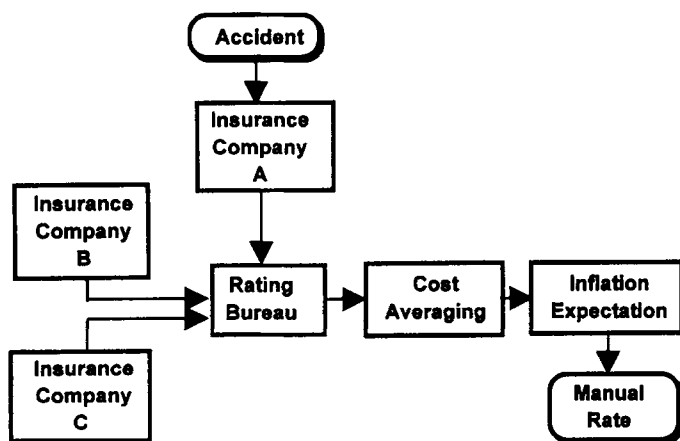 Accident
Insurance
Company
A
Insurance
Company
B
Rating
Bureau
Cost
Averaging
Inflation
Expectation
Insurance
Company
C
Manual
Rate